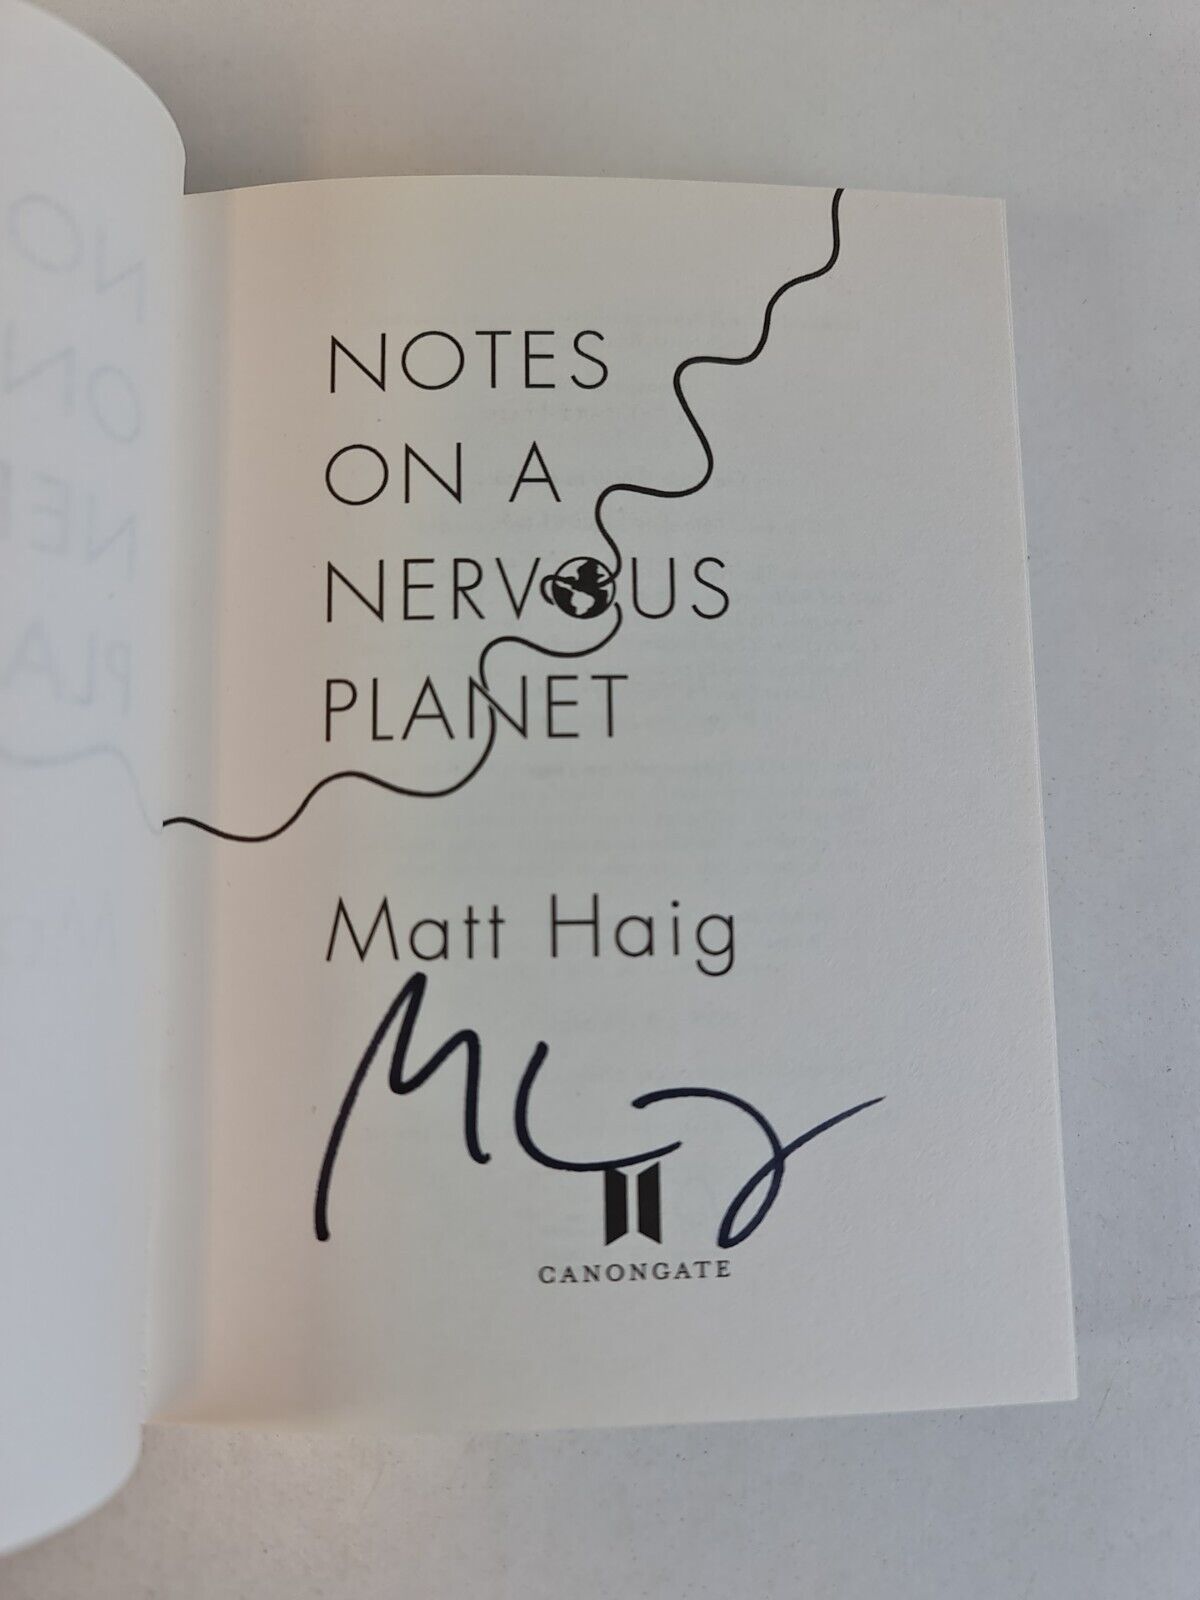 NOTES
ON A
NERVOUS
PLANET
Matt Haig
CANONGATE